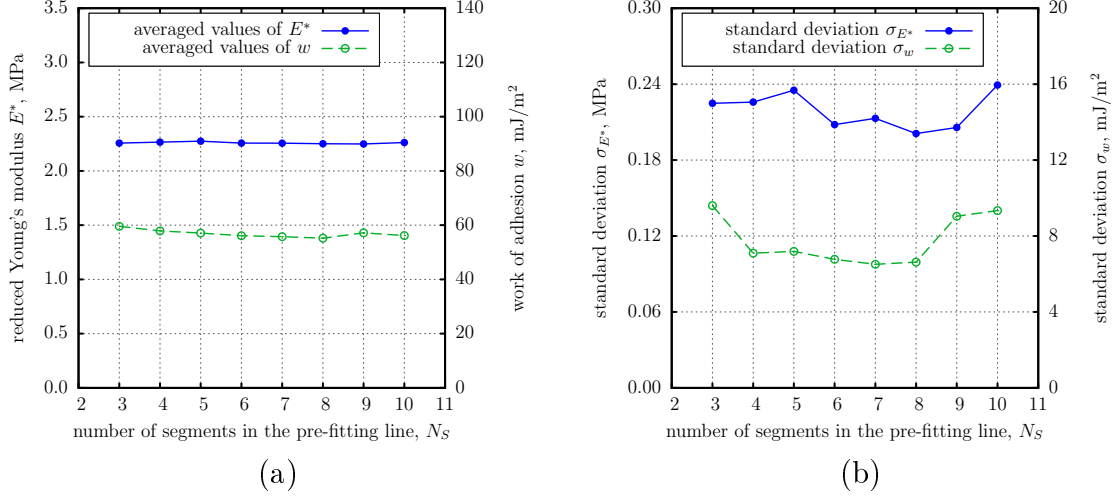 averaged values of E*
averaged values of w
reduced Young's modulus E*, MPa
3.5
3.0
2.5
2.0
1.5
1.0
0.5
0.0
140
120
100
80
60
40
20
0
work of adhesion w, mJ/m²
2 3 4 5 6 7 8 9 10 11
number of segments in the pre-fitting line, N_S
(a)
standard deviation σ_E*
standard deviation σ_w
standard deviation σ_E*, MPa
0.30
0.24
0.18
0.12
0.06
0.00
20
16
12
8
4
0
standard deviation σ_w, mJ/m²
2 3 4 5 6 7 8 9 10 11
number of segments in the pre-fitting line, N_S
(b)